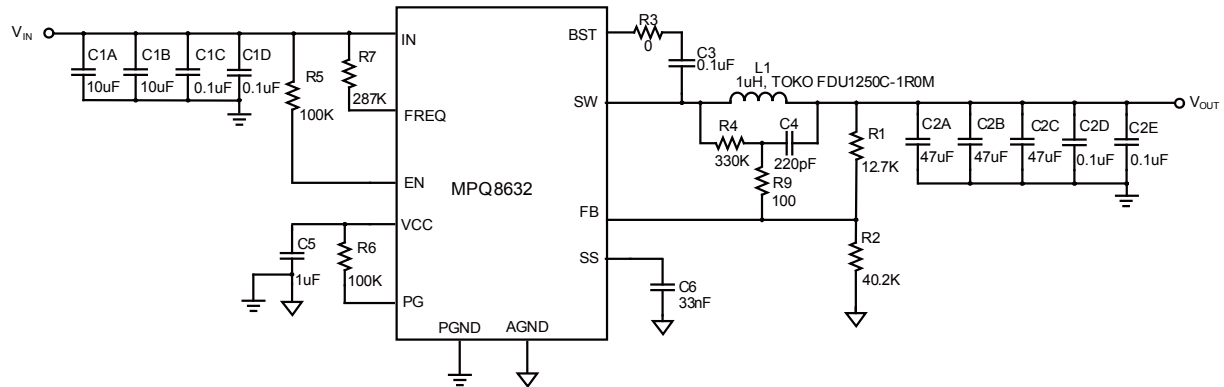 V_IN
C1A
10uF
C1B
10uF
C1C
0.1uF
C1D
0.1uF
R5
100K
R7
287K
IN
FREQ
EN
VCC
PG
PGND
AGND
MPQ8632
BST
SW
FB
SS
R3
0
C3
0.1uF
L1
1uH, TOKO FDU1250C-1R0M
R4
330K
C4
220pF
R9
100
R1
12.7K
R2
40.2K
C2A
47uF
C2B
47uF
C2C
47uF
C2D
0.1uF
C2E
0.1uF
V_OUT
C5
1uF
R6
100K
C6
33nF